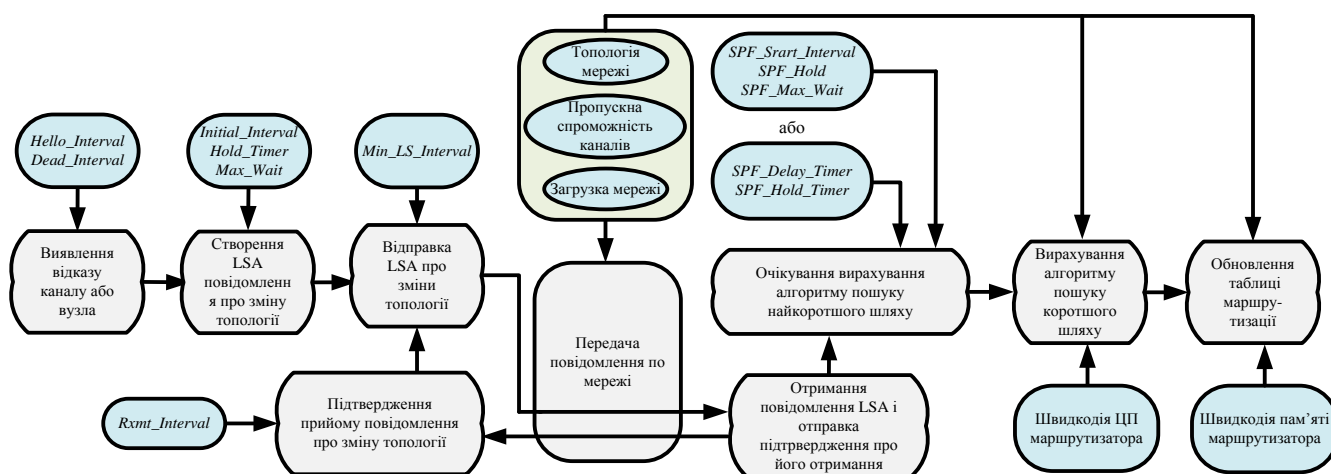 Топологія
мережі
Пропускна
спроможність
каналів
Загрузка мережі
SPF_Srart_Interval
SPF_Hold
SPF_Max_Wait
або
SPF_Delay_Timer
SPF_Hold_Timer
Hello_Interval
Dead_Interval
Initial_Interval
Hold_Timer
Max_Wait
Min_LS_Interval
Виявлення
відказу
каналу або
вузла
Створення
LSA
повідомленн
я про зміну
топології
Відправка
LSA про
зміни
топології
Очікування вирахування
алгоритму пошуку
найкоротшого шляху
Вирахування
алгоритму
пошуку
коротшого
шляху
Обновлення
таблиці
маршру-
тизації
Передача
повідомлення по
мережі
Rxmt_Interval
Підтвердження
прийому повідомлення
про зміну топології
Отримання
повідомлення LSA і
отправка
підтрвердження про
його отримання
Швидкодія ЦП
маршрутизатора
Швидкодія пам’яті
маршрутизатора